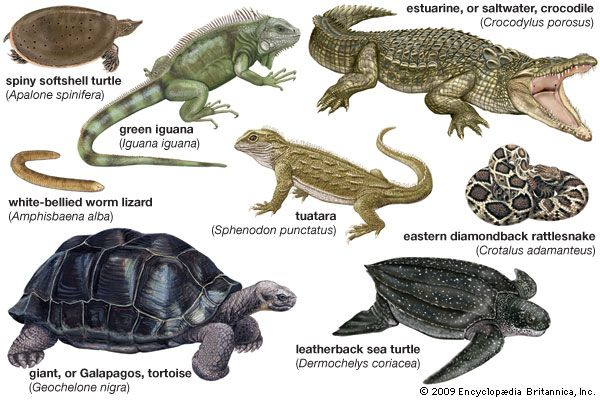 estuarine, or saltwater, crocodile
(Crocodylus porosus)
spiny softshell turtle
(Apalone spinifera)
green iguana
(Iguana iguana)
white-bellied worm lizard
(Amphisbaena alba)
tuatara
(Sphenodon punctatus)
eastern diamondback rattlesnake
(Crotalus adamanteus)
leatherback sea turtle
(Dermochelys coriacea)
giant, or Galapagos, tortoise
(Geochelone nigra)
© 2009 Encyclopædia Britannica, Inc.